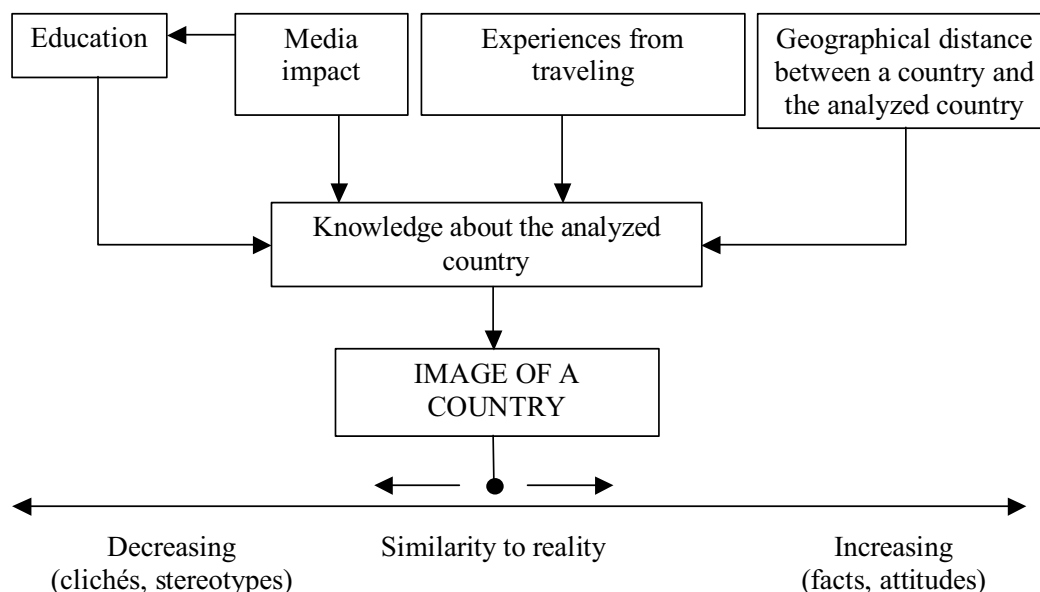 Education
Media
impact
Experiences from
traveling
Geographical distance
between a country and
the analyzed country
Knowledge about the analyzed
country
IMAGE OF A
COUNTRY
Decreasing
(clichés, stereotypes)
Similarity to reality
Increasing
(facts, attitudes)